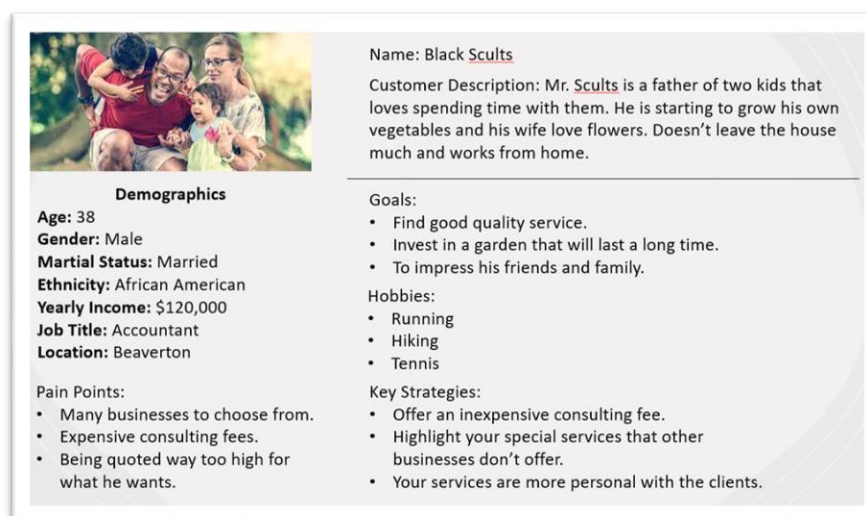 Name: Black Scults
Customer Description: Mr. Scults is a father of two kids that
loves spending time with them. He is starting to grow his own
vegetables and his wife love flowers. Doesn’t leave the house
much and works from home.
Demographics
Age: 38
Gender: Male
Martial Status: Married
Ethnicity: African American
Yearly Income: $120,000
Job Title: Accountant
Location: Beaverton
Goals:
• Find good quality service.
• Invest in a garden that will last a long time.
• To impress his friends and family.
Hobbies:
• Running
• Hiking
• Tennis
Pain Points:
• Many businesses to choose from.
• Expensive consulting fees.
• Being quoted way too high for
what he wants.
Key Strategies:
• Offer an inexpensive consulting fee.
• Highlight your special services that other
businesses don’t offer.
• Your services are more personal with the clients.